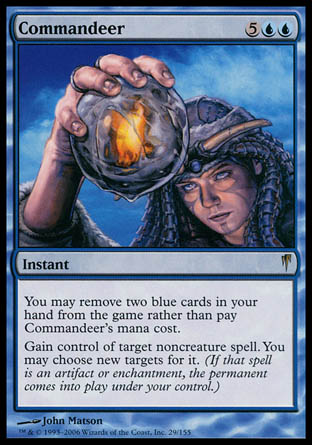 Commandeer 5
Instant
You may remove two blue cards in your
hand from the game rather than pay
Commandeer's mana cost.
Gain control of target noncreature spell. You
may choose new targets for it. (If that spell
is an artifact or enchantment, the permanent
comes into play under your control.)
John Matson
™ & © 1993–2006 Wizards of the Coast, Inc. 29/155